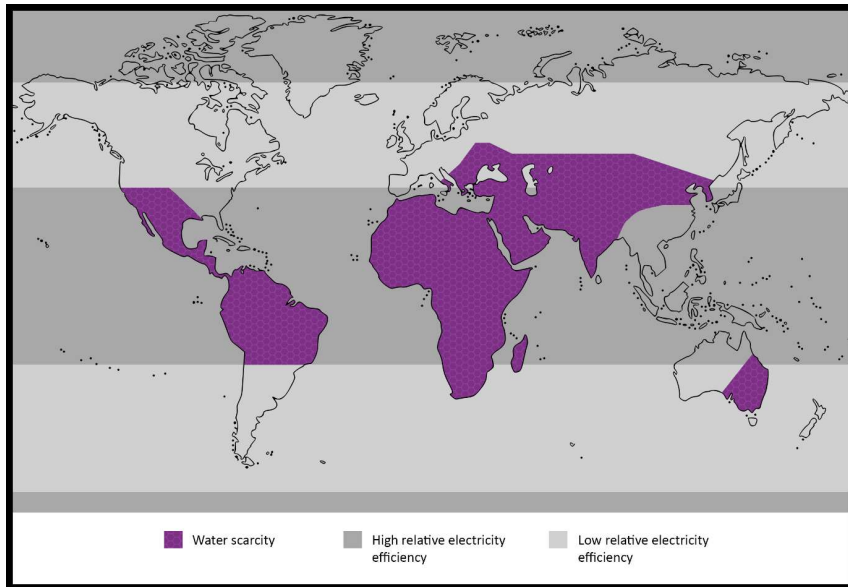 Water scarcity
High relative electricity
efficiency
Low relative electricity
efficiency